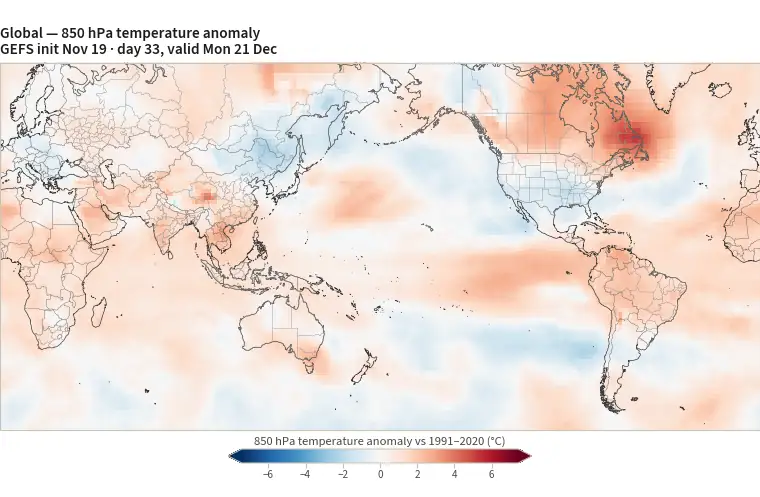 Global — 850 hPa temperature anomaly
GEFS init Nov 19 · day 33, valid Mon 21 Dec
850 hPa temperature anomaly vs 1991–2020 (°C)
−6 −4 −2 0 2 4 6